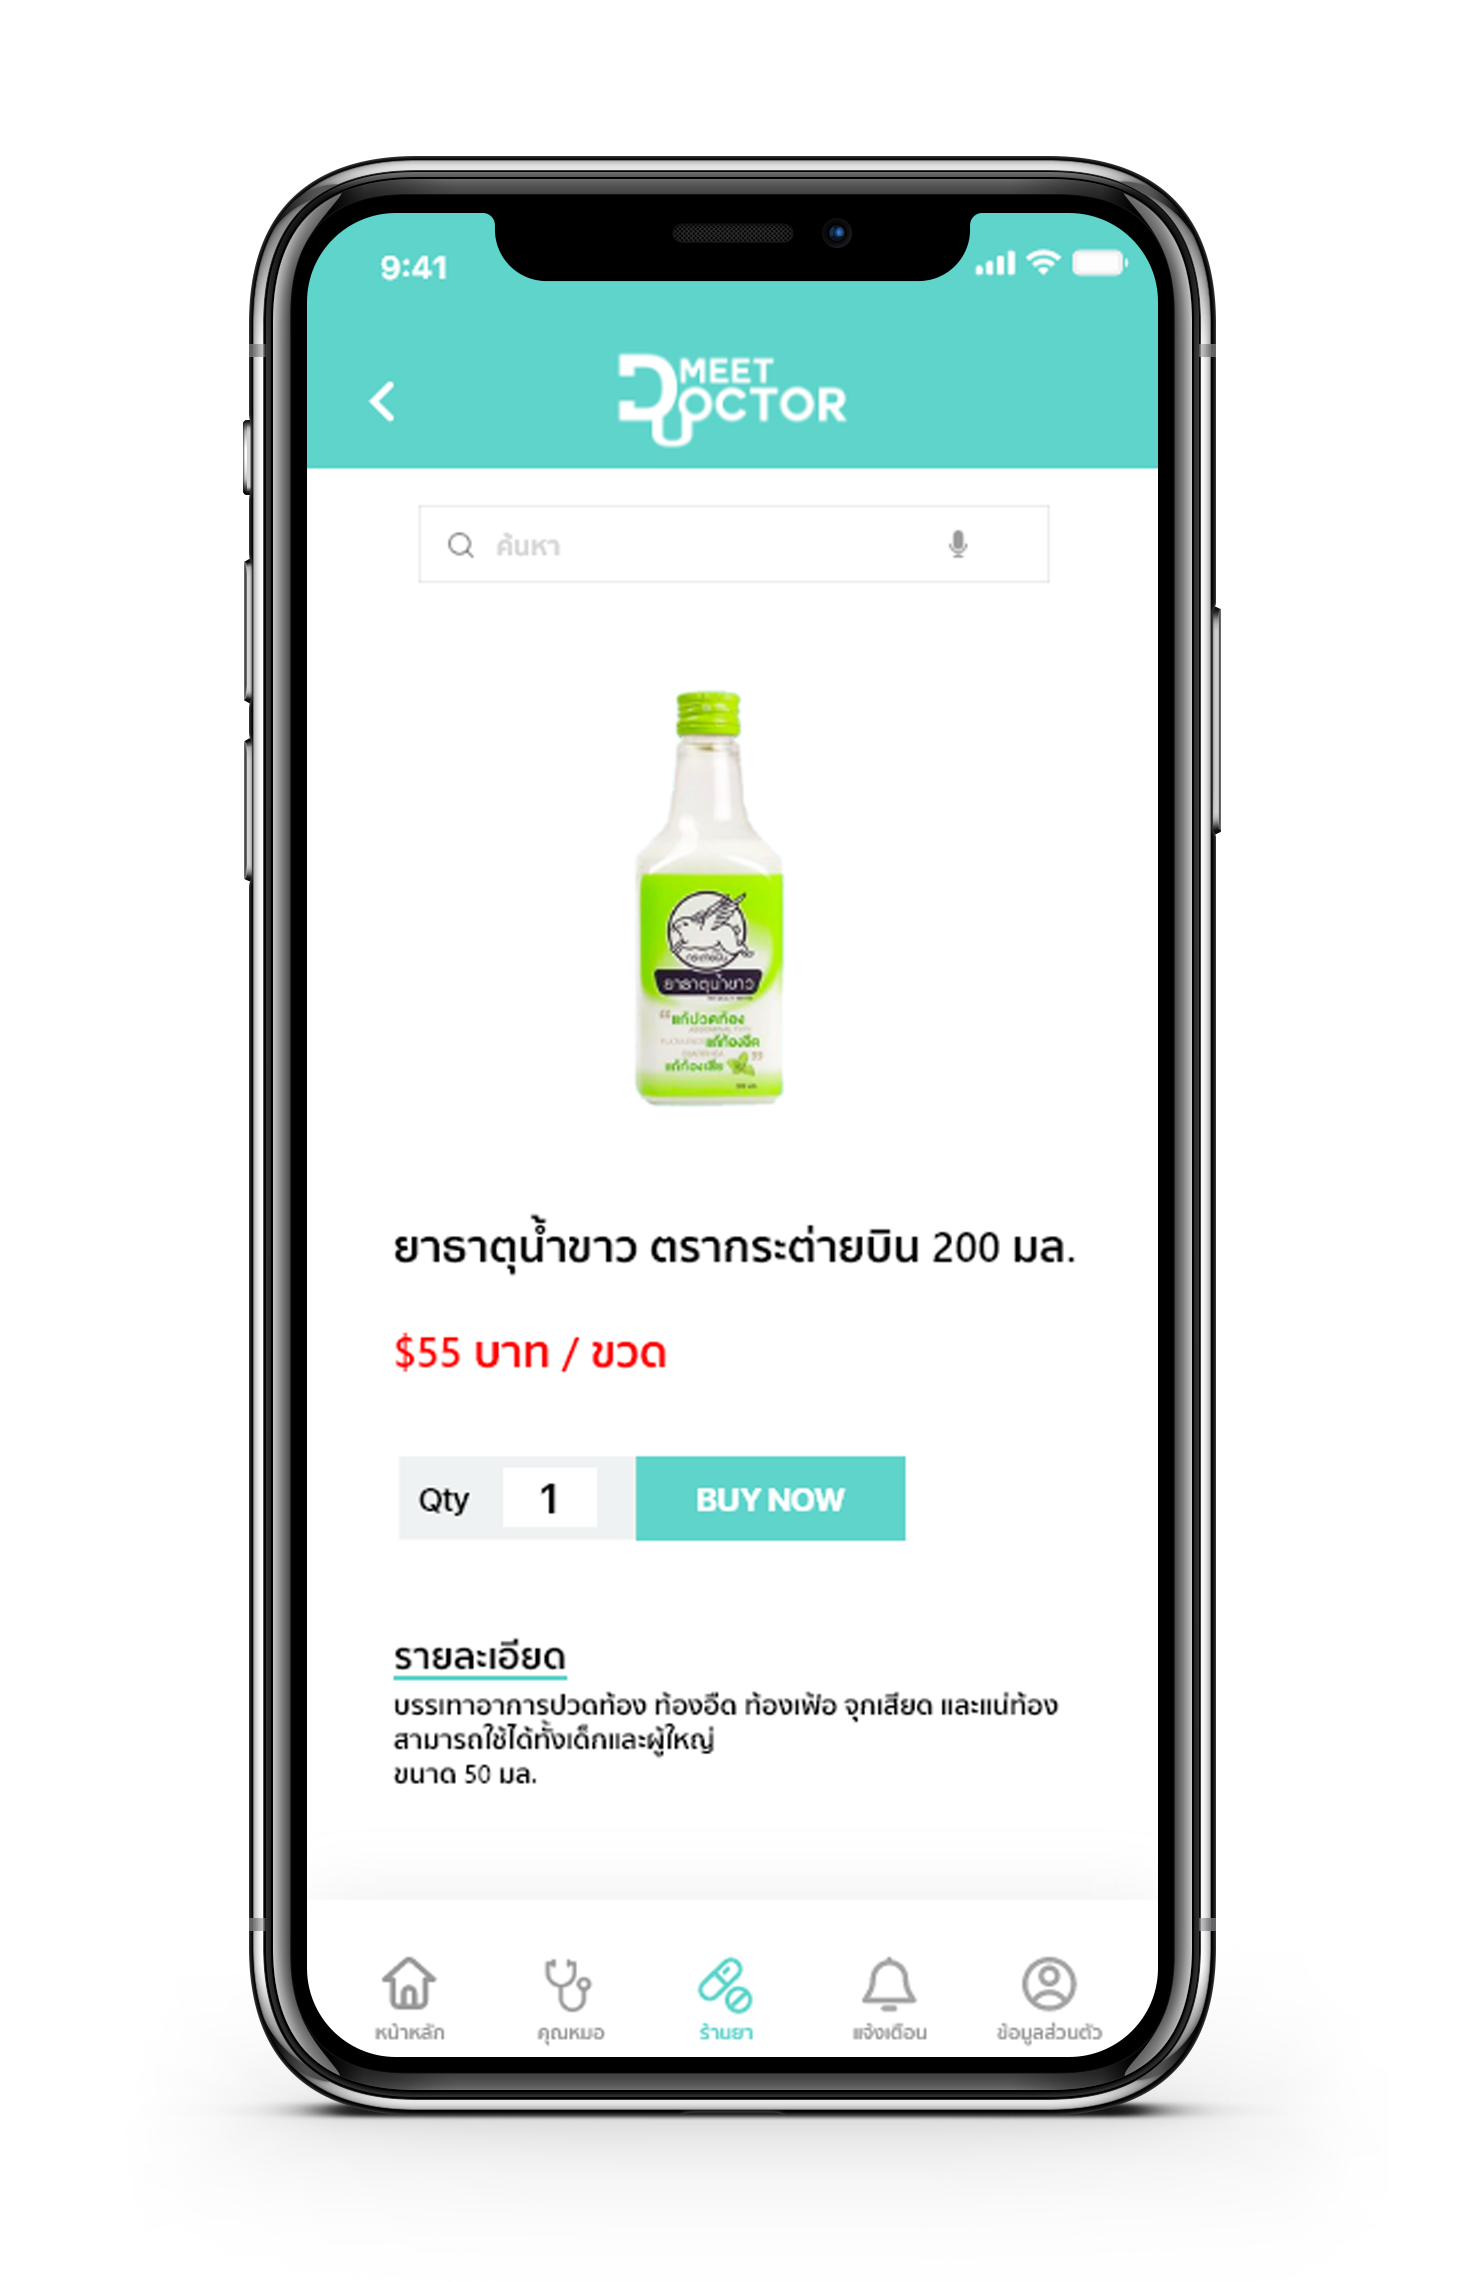 9:41
MEET
DOCTOR
ค้นหา
กระต่ายบิน
ยาธาตุน้ำขาว
“แก้ปวดท้อง
แก้ท้องอืด
แก้ท้องเสีย”
ยาธาตุน้ำขาว ตรากระต่ายบิน 200 มล.
$55 บาท / ขวด
Qty 1 BUY NOW
รายละเอียด
บรรเทาอาการปวดท้อง ท้องอืด ท้องเฟ้อ จุกเสียด และแน่ท้อง
สามารถใช้ได้ทั้งเด็กและผู้ใหญ่
ขนาด 50 มล.
หน้าหลัก คุณหมอ ร้านยา แจ้งเตือน ข้อมูลส่วนตัว